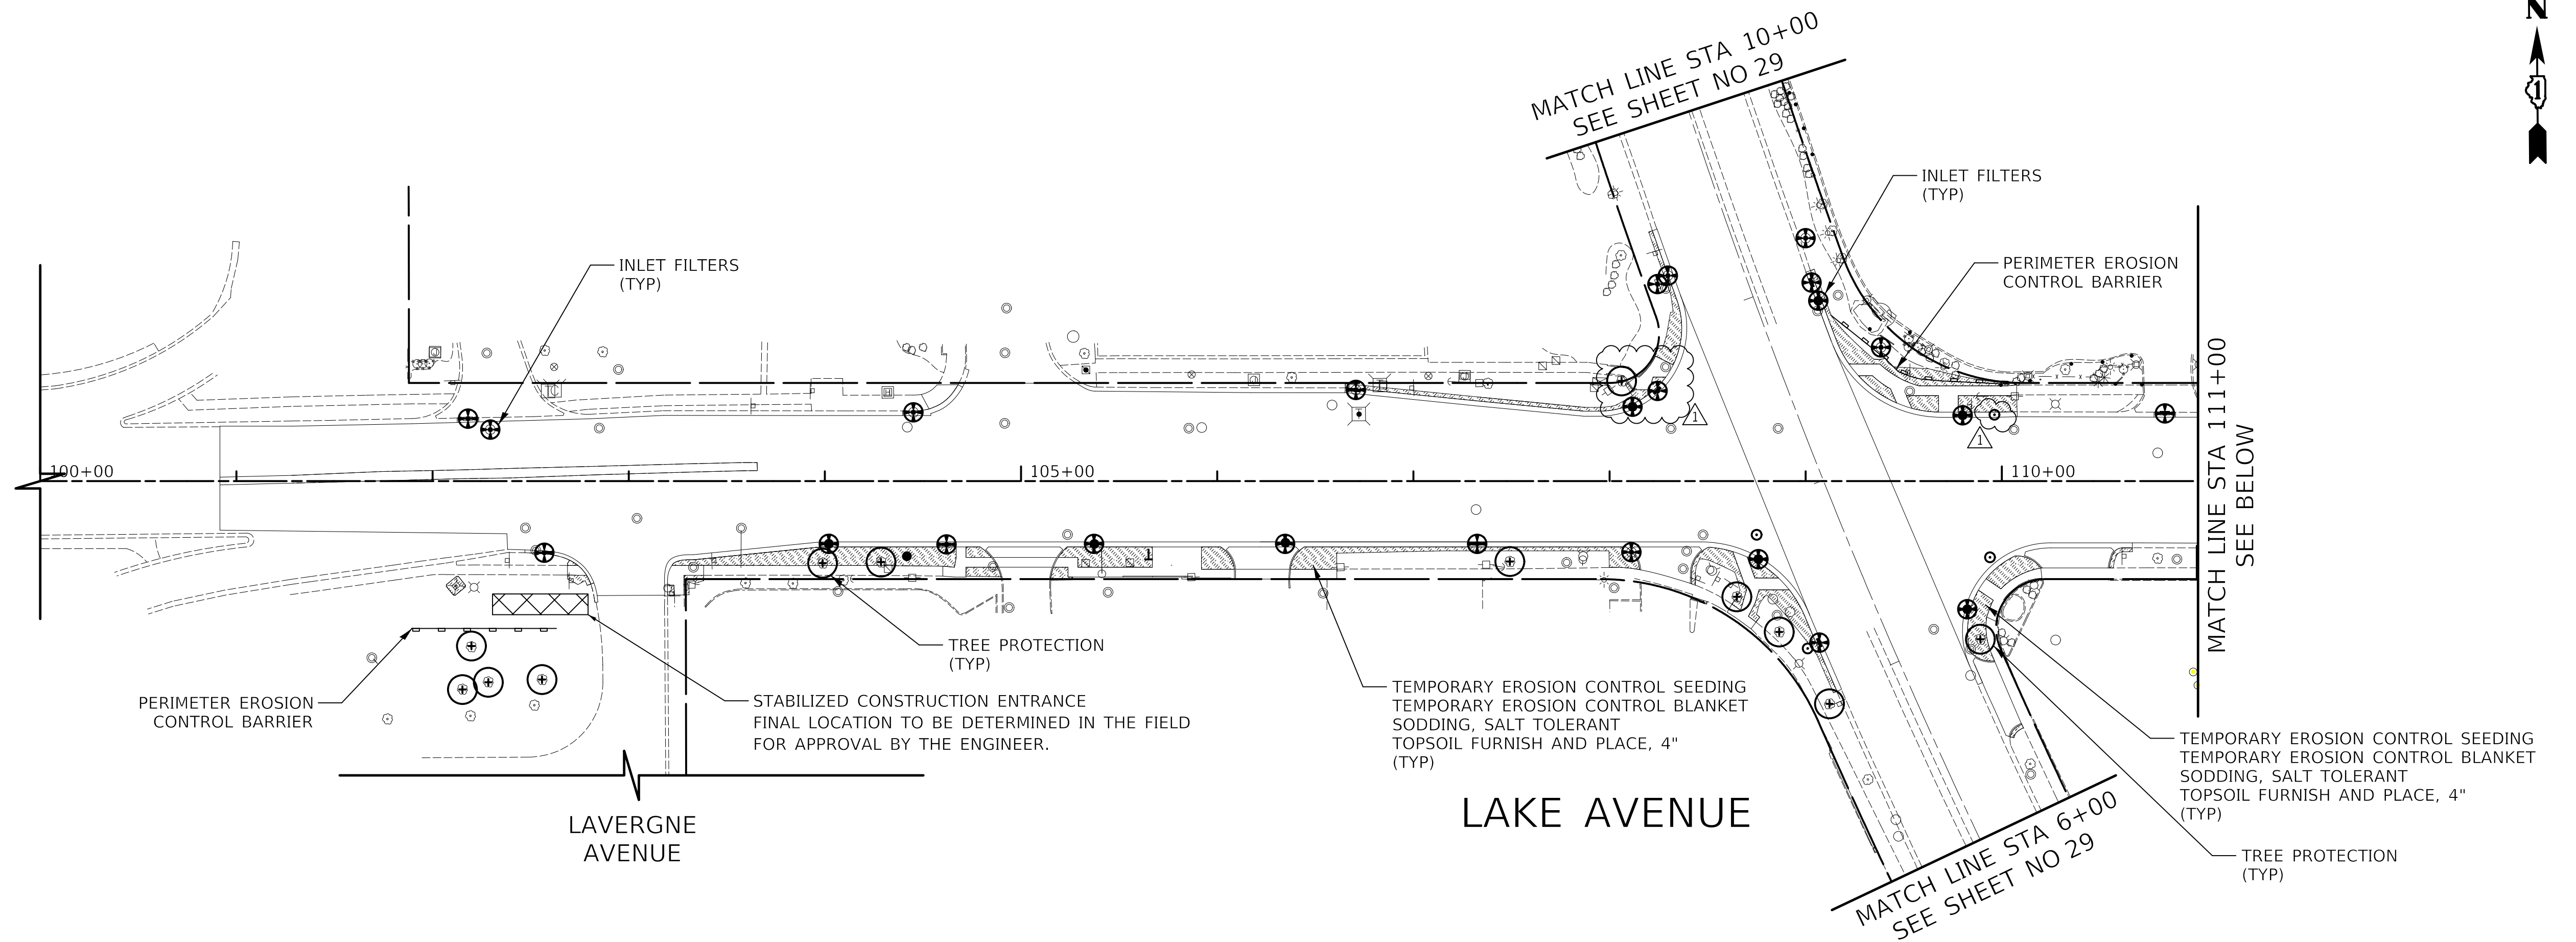 N
1
MATCH LINE STA 10+00
SEE SHEET NO 29
INLET FILTERS
(TYP)
INLET FILTERS
(TYP)
PERIMETER EROSION
CONTROL BARRIER
1
1
100+00
105+00
110+00
MATCH LINE STA 111+00
SEE BELOW
1
TREE PROTECTION
(TYP)
PERIMETER EROSION
CONTROL BARRIER
STABILIZED CONSTRUCTION ENTRANCE
FINAL LOCATION TO BE DETERMINED IN THE FIELD
FOR APPROVAL BY THE ENGINEER.
TEMPORARY EROSION CONTROL SEEDING
TEMPORARY EROSION CONTROL BLANKET
SODDING, SALT TOLERANT
TOPSOIL FURNISH AND PLACE, 4"
(TYP)
TEMPORARY EROSION CONTROL SEEDING
TEMPORARY EROSION CONTROL BLANKET
SODDING, SALT TOLERANT
TOPSOIL FURNISH AND PLACE, 4"
(TYP)
LAVERGNE
AVENUE
LAKE AVENUE
MATCH LINE STA 6+00
SEE SHEET NO 29
TREE PROTECTION
(TYP)